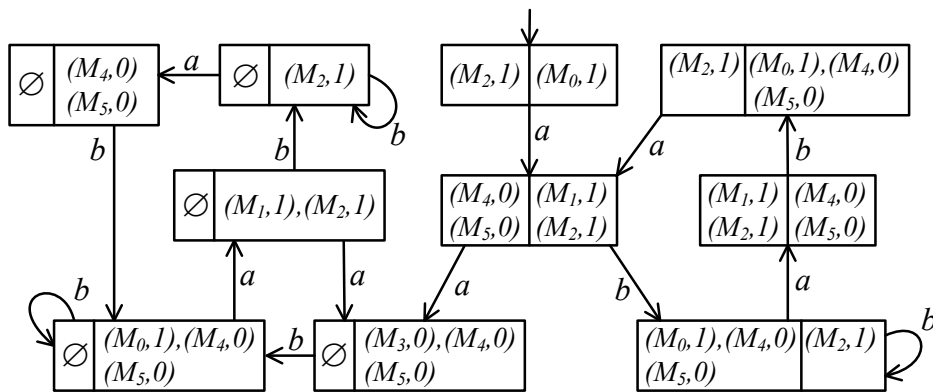 ∅ (M₄,0)
(M₅,0)
a
∅ (M₂,1)
b
(M₂,1) (M₀,1)
(M₂,1) (M₀,1),(M₄,0)
(M₅,0)
b
b
a
a
b
∅ (M₁,1),(M₂,1)
(M₄,0) (M₁,1)
(M₅,0) (M₂,1)
(M₁,1) (M₄,0)
(M₂,1) (M₅,0)
b
a
a
a
b
a
∅ (M₀,1),(M₄,0)
(M₅,0)
b
∅ (M₃,0),(M₄,0)
(M₅,0)
(M₀,1),(M₄,0) (M₂,1)
(M₅,0)
b